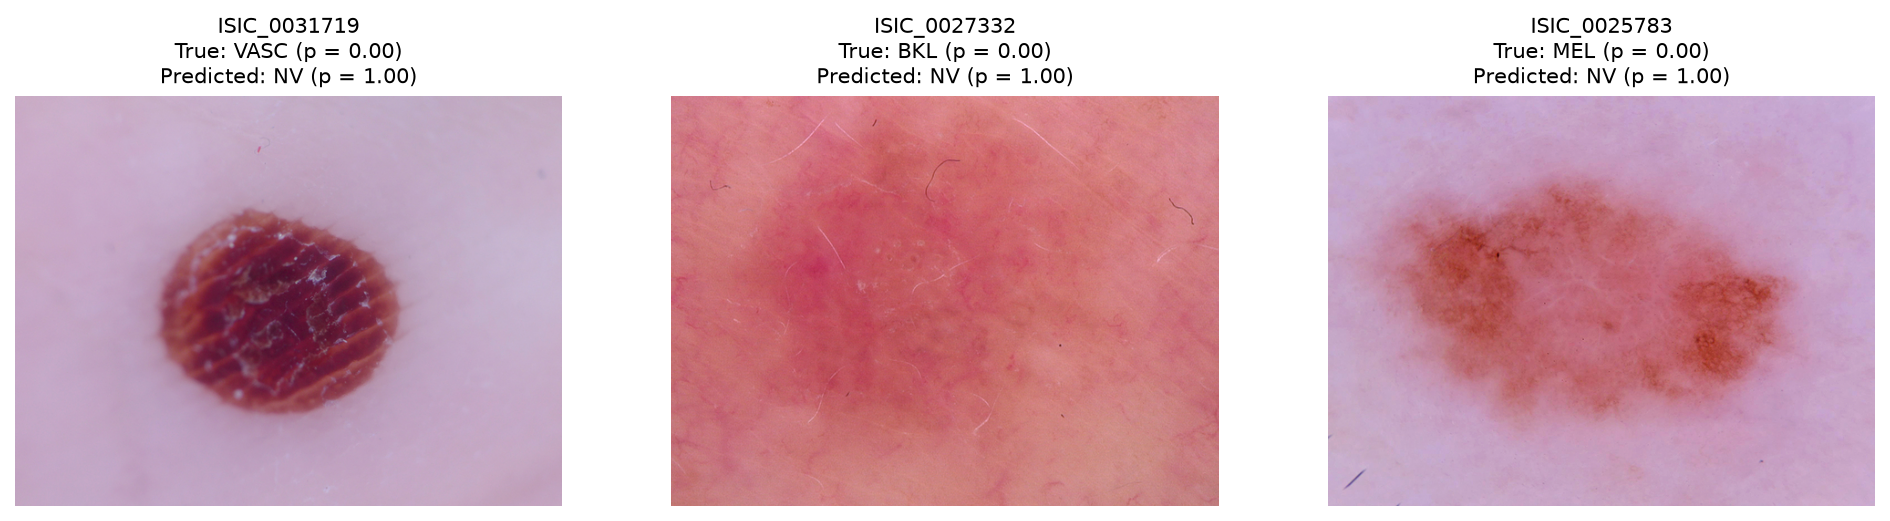 ISIC_0031719
True: VASC (p = 0.00)
Predicted: NV (p = 1.00)
ISIC_0027332
True: BKL (p = 0.00)
Predicted: NV (p = 1.00)
ISIC_0025783
True: MEL (p = 0.00)
Predicted: NV (p = 1.00)